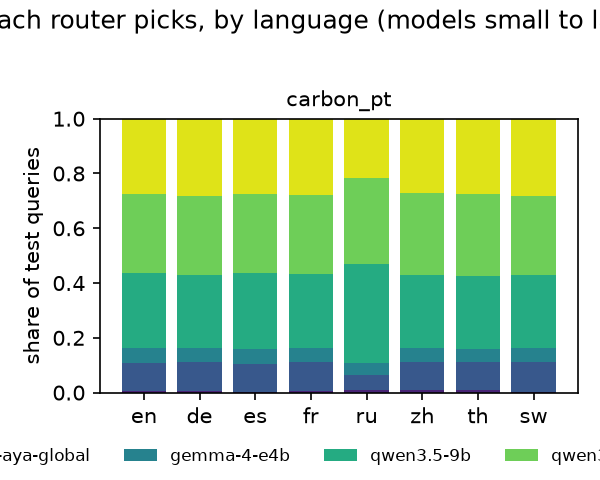 ach router picks, by language (models small to l
carbon_pt
share of test queries
1.0
0.8
0.6
0.4
0.2
0.0
en de es fr ru zh th sw
-aya-global gemma-4-e4b qwen3.5-9b qwen3